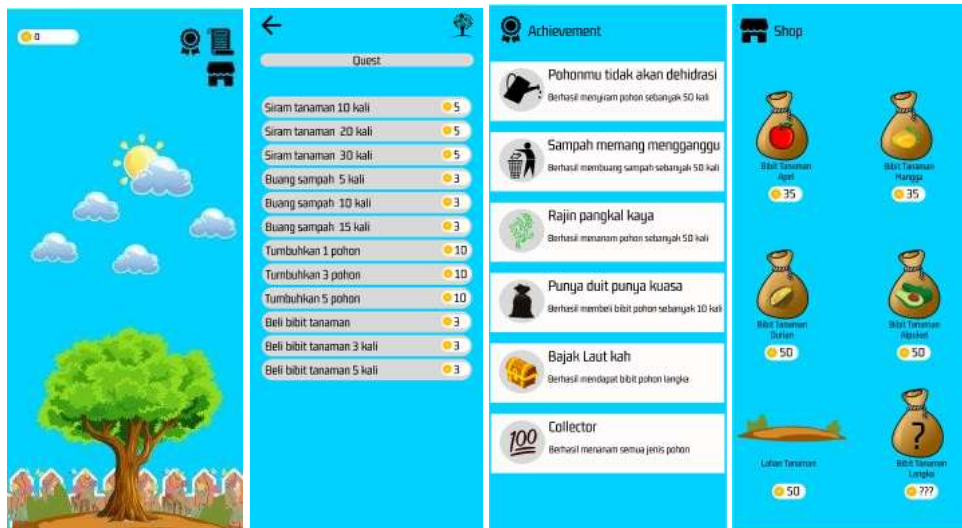 0
Quest
Siram tanaman 10 kali 5
Siram tanaman 20 kali 5
Siram tanaman 30 kali 5
Buang sampah 5 kali 3
Buang sampah 10 kali 3
Buang sampah 15 kali 3
Tumbuhkan 1 pohon 10
Tumbuhkan 3 pohon 10
Tumbuhkan 5 pohon 10
Beli bibit tanaman 3
Beli bibit tanaman 3 kali 3
Beli bibit tanaman 5 kali 3
Achievement
Pohonmu tidak akan dehidrasi
Berhasil menyiram pohon sebanyak 50 kali
Sampah memang mengganggu
Berhasil membuang sampah sebanyak 50 kali
Rajin pangkal kaya
Berhasil menanam pohon sebanyak 50 kali
Punya duit punya kuasa
Berhasil membeli bibit pohon sebanyak 10 kali
Bajak Laut kah
Berhasil mendapat bibit pohon langka
100
Collector
Berhasil menanam semua jenis pohon
Shop
Bibit Tanaman
Apel
35
Bibit Tanaman
Mangga
35
Bibit Tanaman
Durian
50
Bibit Tanaman
Alpukat
50
Lahan Tanaman
50
?
Bibit Tanaman
Langka
???